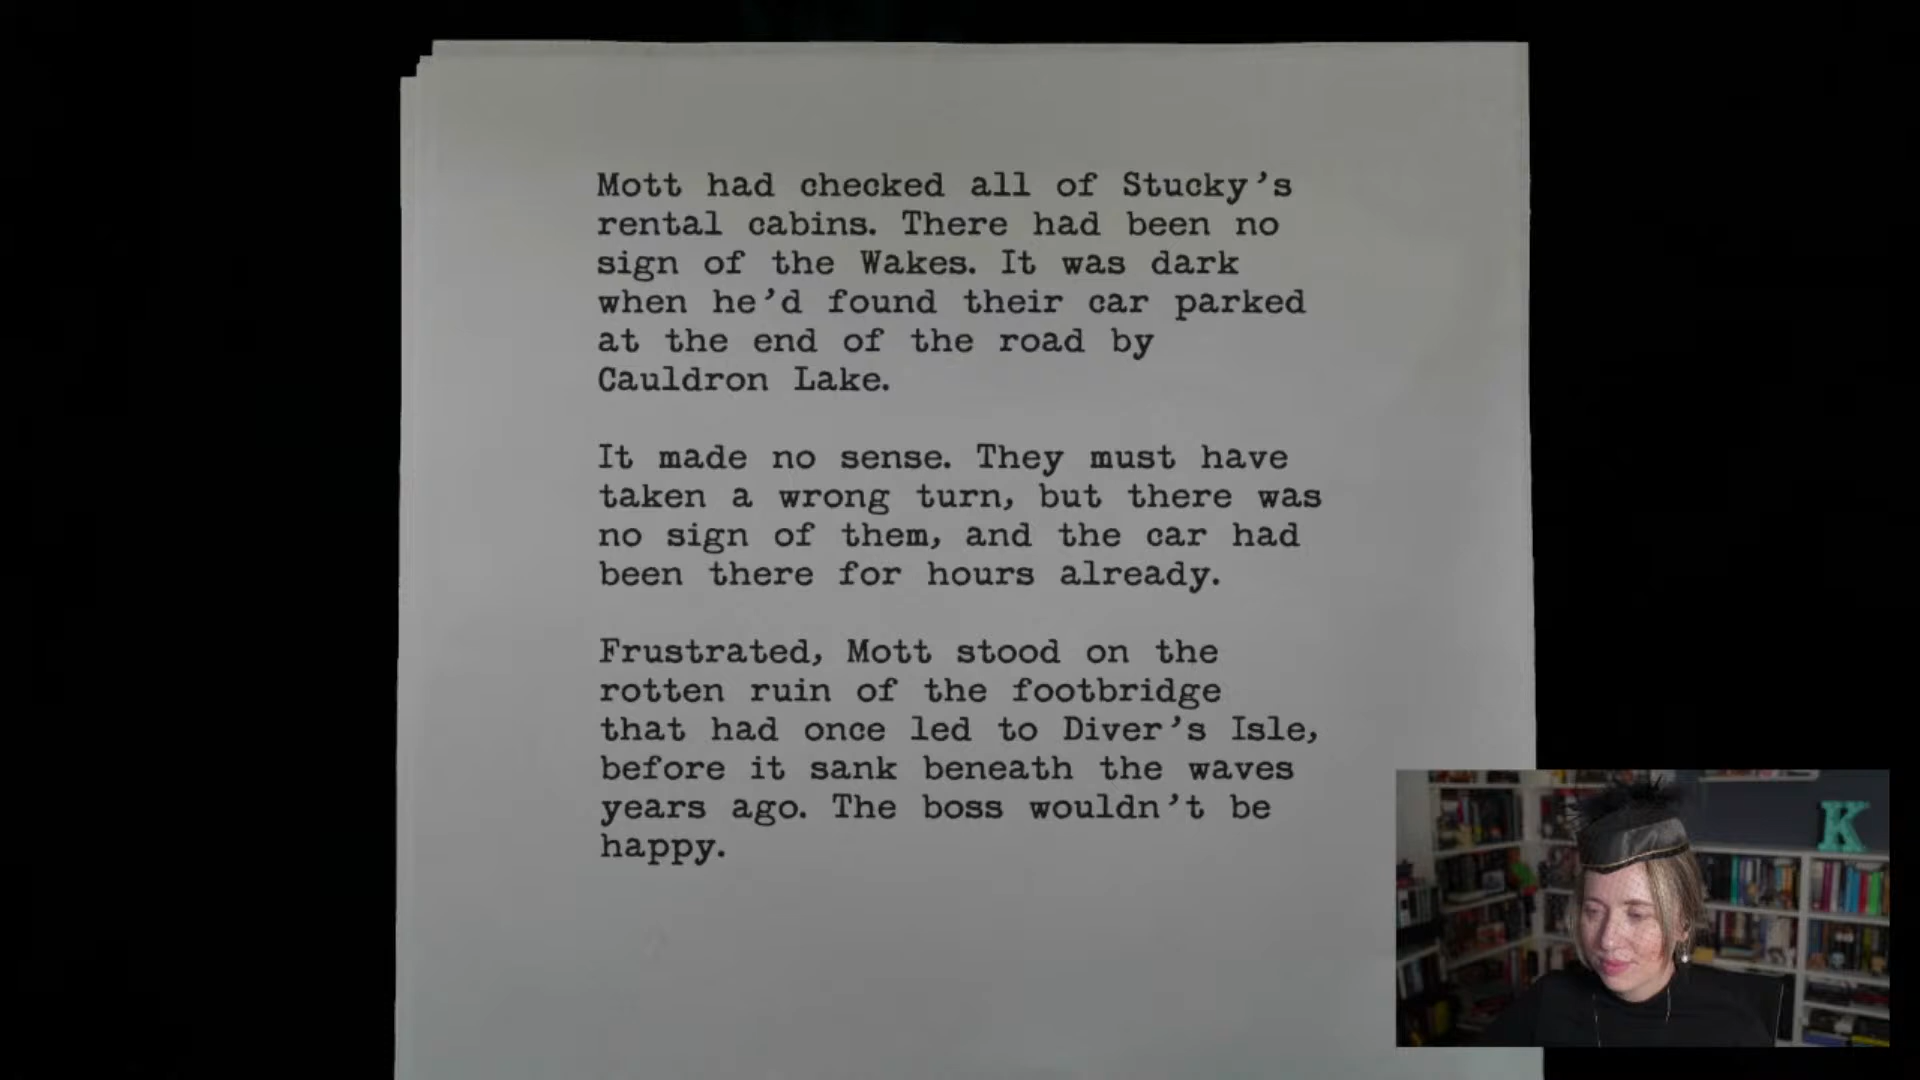 Mott had checked all of Stucky’s
rental cabins. There had been no
sign of the Wakes. It was dark
when he’d found their car parked
at the end of the road by
Cauldron Lake.
It made no sense. They must have
taken a wrong turn, but there was
no sign of them, and the car had
been there for hours already.
Frustrated, Mott stood on the
rotten ruin of the footbridge
that had once led to Diver’s Isle,
before it sank beneath the waves
years ago. The boss wouldn’t be
happy.
K